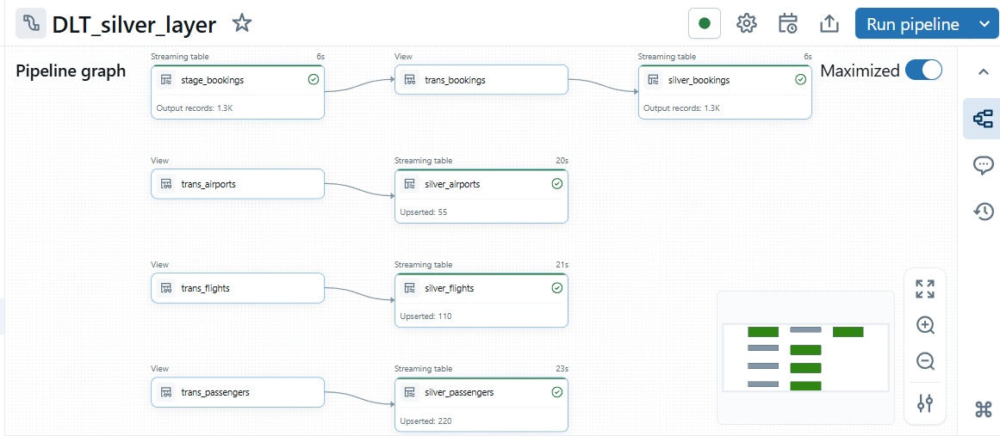 DLT_silver_layer
Run pipeline
Pipeline graph
Maximized
Streaming table 6s
stage_bookings
Output records: 1.3K
View
trans_bookings
Streaming table 6s
silver_bookings
Output records: 1.3K
View
trans_airports
Streaming table 20s
silver_airports
Upserted: 55
View
trans_flights
Streaming table 21s
silver_flights
Upserted: 110
View
trans_passengers
Streaming table 23s
silver_passengers
Upserted: 220